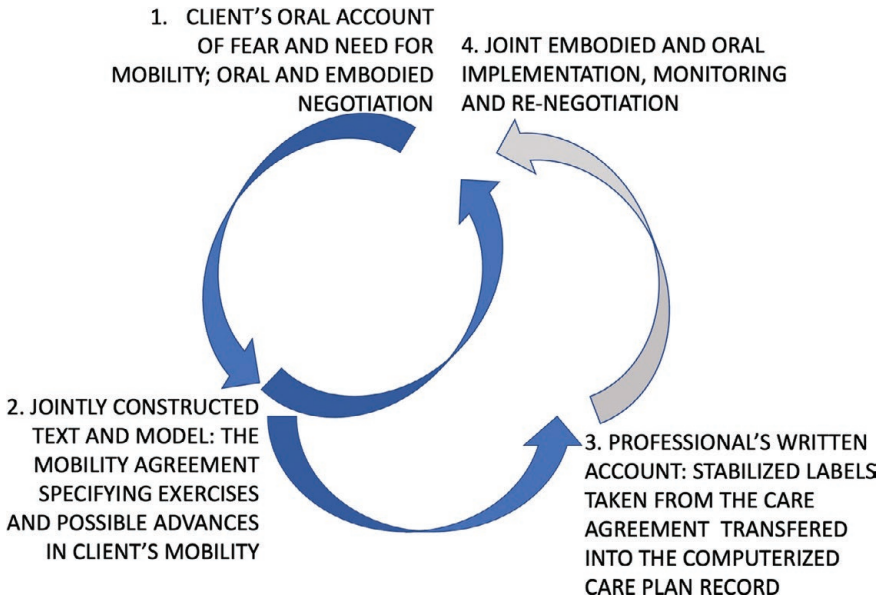 1. CLIENT'S ORAL ACCOUNT
OF FEAR AND NEED FOR
MOBILITY; ORAL AND EMBODIED
NEGOTIATION
4. JOINT EMBODIED AND ORAL
IMPLEMENTATION, MONITORING
AND RE-NEGOTIATION
2. JOINTLY CONSTRUCTED
TEXT AND MODEL: THE
MOBILITY AGREEMENT
SPECIFYING EXERCISES
AND POSSIBLE ADVANCES
IN CLIENT'S MOBILITY
3. PROFESSIONAL'S WRITTEN
ACCOUNT: STABILIZED LABELS
TAKEN FROM THE CARE
AGREEMENT TRANSFERED
INTO THE COMPUTERIZED
CARE PLAN RECORD